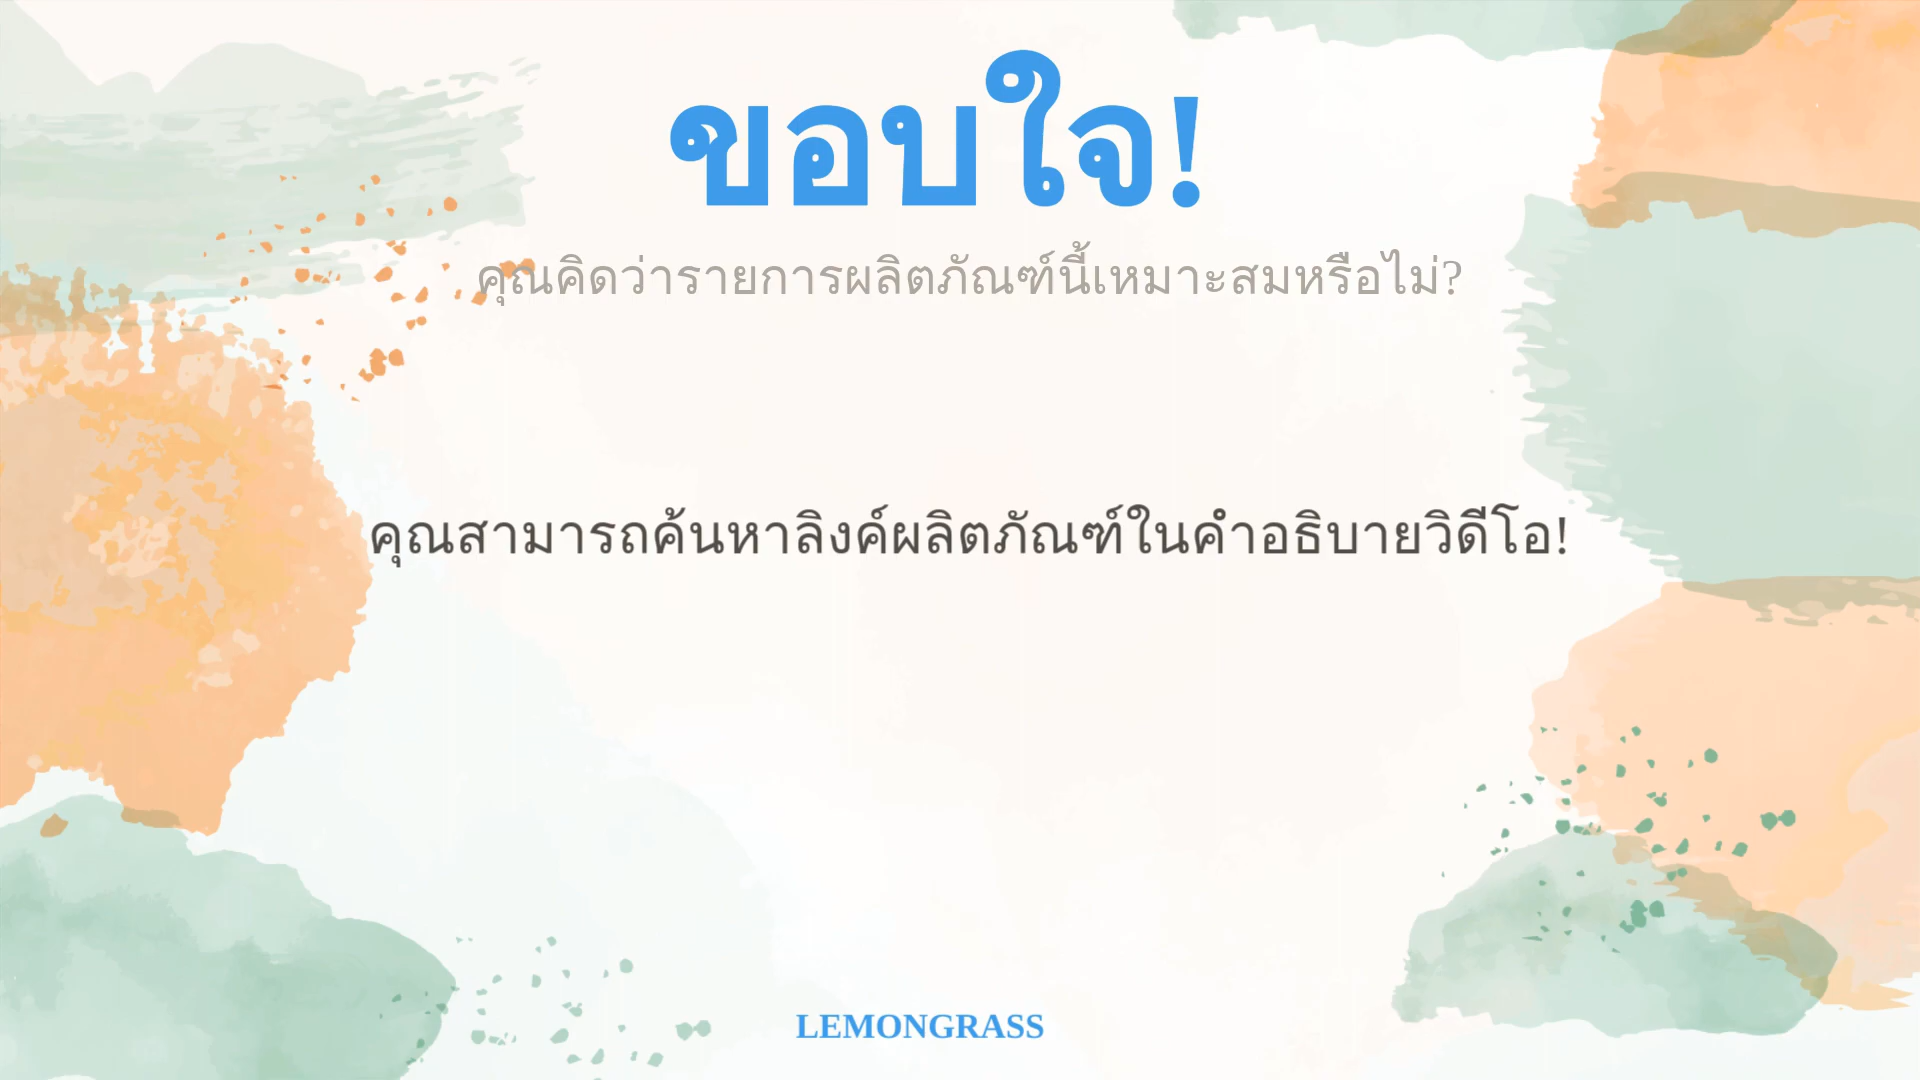 ขอบใจ!
คุณคิดว่ารายการผลิตภัณฑ์นี้เหมาะสมหรือไม่?
คุณสามารถค้นหาลิงค์ผลิตภัณฑ์ในคำอธิบายวิดีโอ!
LEMONGRASS